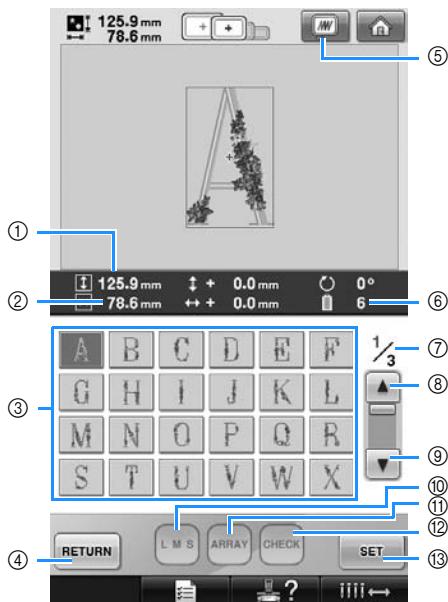 125.9 mm
78.6 mm
⑤
A
①
125.9 mm + 0.0 mm 0°
② 78.6 mm + 0.0 mm 6 ⑥
A B C D E F 1/3 ⑦
G H I J K L ⑧
③
M N O P Q R
S T U V W X ⑨
⑩
⑪
⑫
RETURN L M S ARRAY CHECK SET
④ ⑬
?